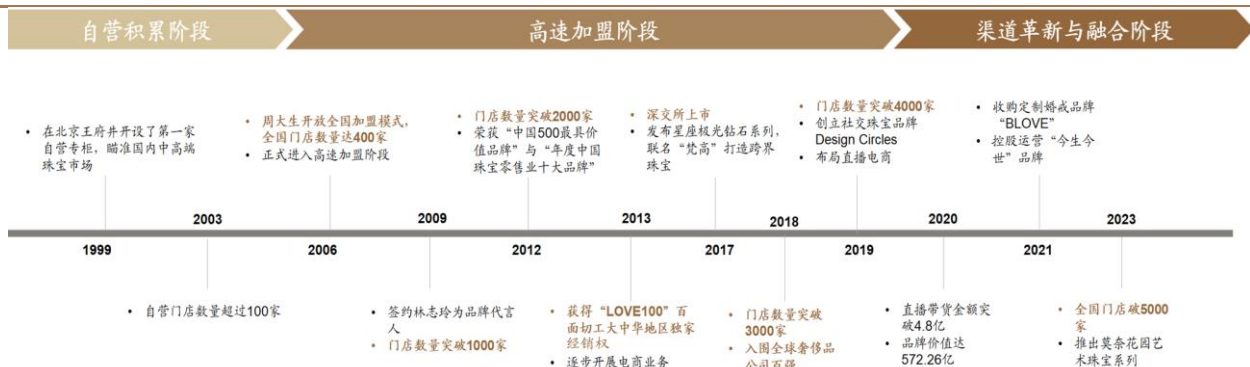 自营积累阶段
高速加盟阶段
渠道革新与融合阶段
• 在北京王府井开设了第一家
自营专柜，瞄准国内中高端
珠宝市场
• 周大生开放全国加盟模式，
全国门店数量达400家
• 正式进入高速加盟阶段
• 门店数量突破2000家
• 荣获“中国500最具价
值品牌”与“年度中国
珠宝零售业十大品牌”
• 深交所上市
• 发布星座极光钻石系列，
联名“梵高”打造跨界
珠宝
• 门店数量突破4000家
• 创立社交珠宝品牌
Design Circles
• 布局直播电商
• 收购定制婚戒品牌
“BLOVE”
• 控股运营“今生今
世”品牌
2003
2009
2013
2018
2020
2023
1999
2006
2012
2017
2019
2021
• 自营门店数量超过100家
• 签约林志玲为品牌代言
人
• 门店数量突破1000家
• 获得“LOVE100”百
面切工大中华地区独家
经销权
• 逐步开展电商业务
• 门店数量突破
3000家
• 入围全球奢侈品
公司百强
• 直播带货金额突
破4.8亿
• 品牌价值达
572.26亿
• 全国门店破5000
家
• 推出莫奈花园艺
术珠宝系列